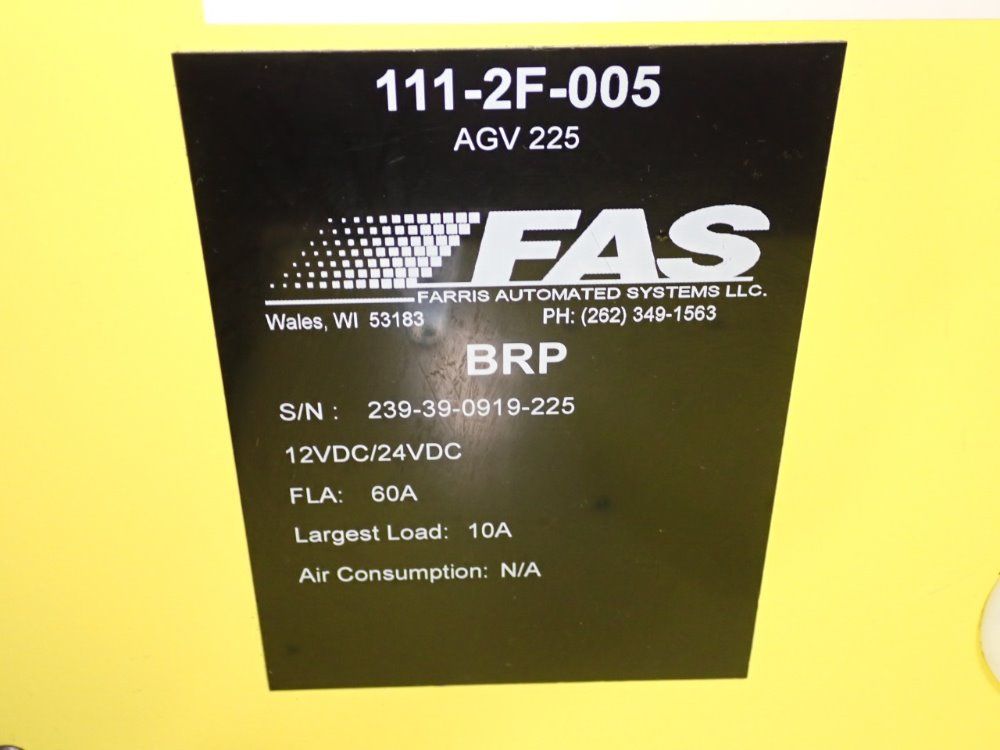 111-2F-005
AGV 225
FAS
FARRIS AUTOMATED SYSTEMS LLC.
Wales, WI 53183 PH: (262) 349-1563
BRP
S/N : 239-39-0919-225
12VDC/24VDC
FLA: 60A
Largest Load: 10A
Air Consumption: N/A